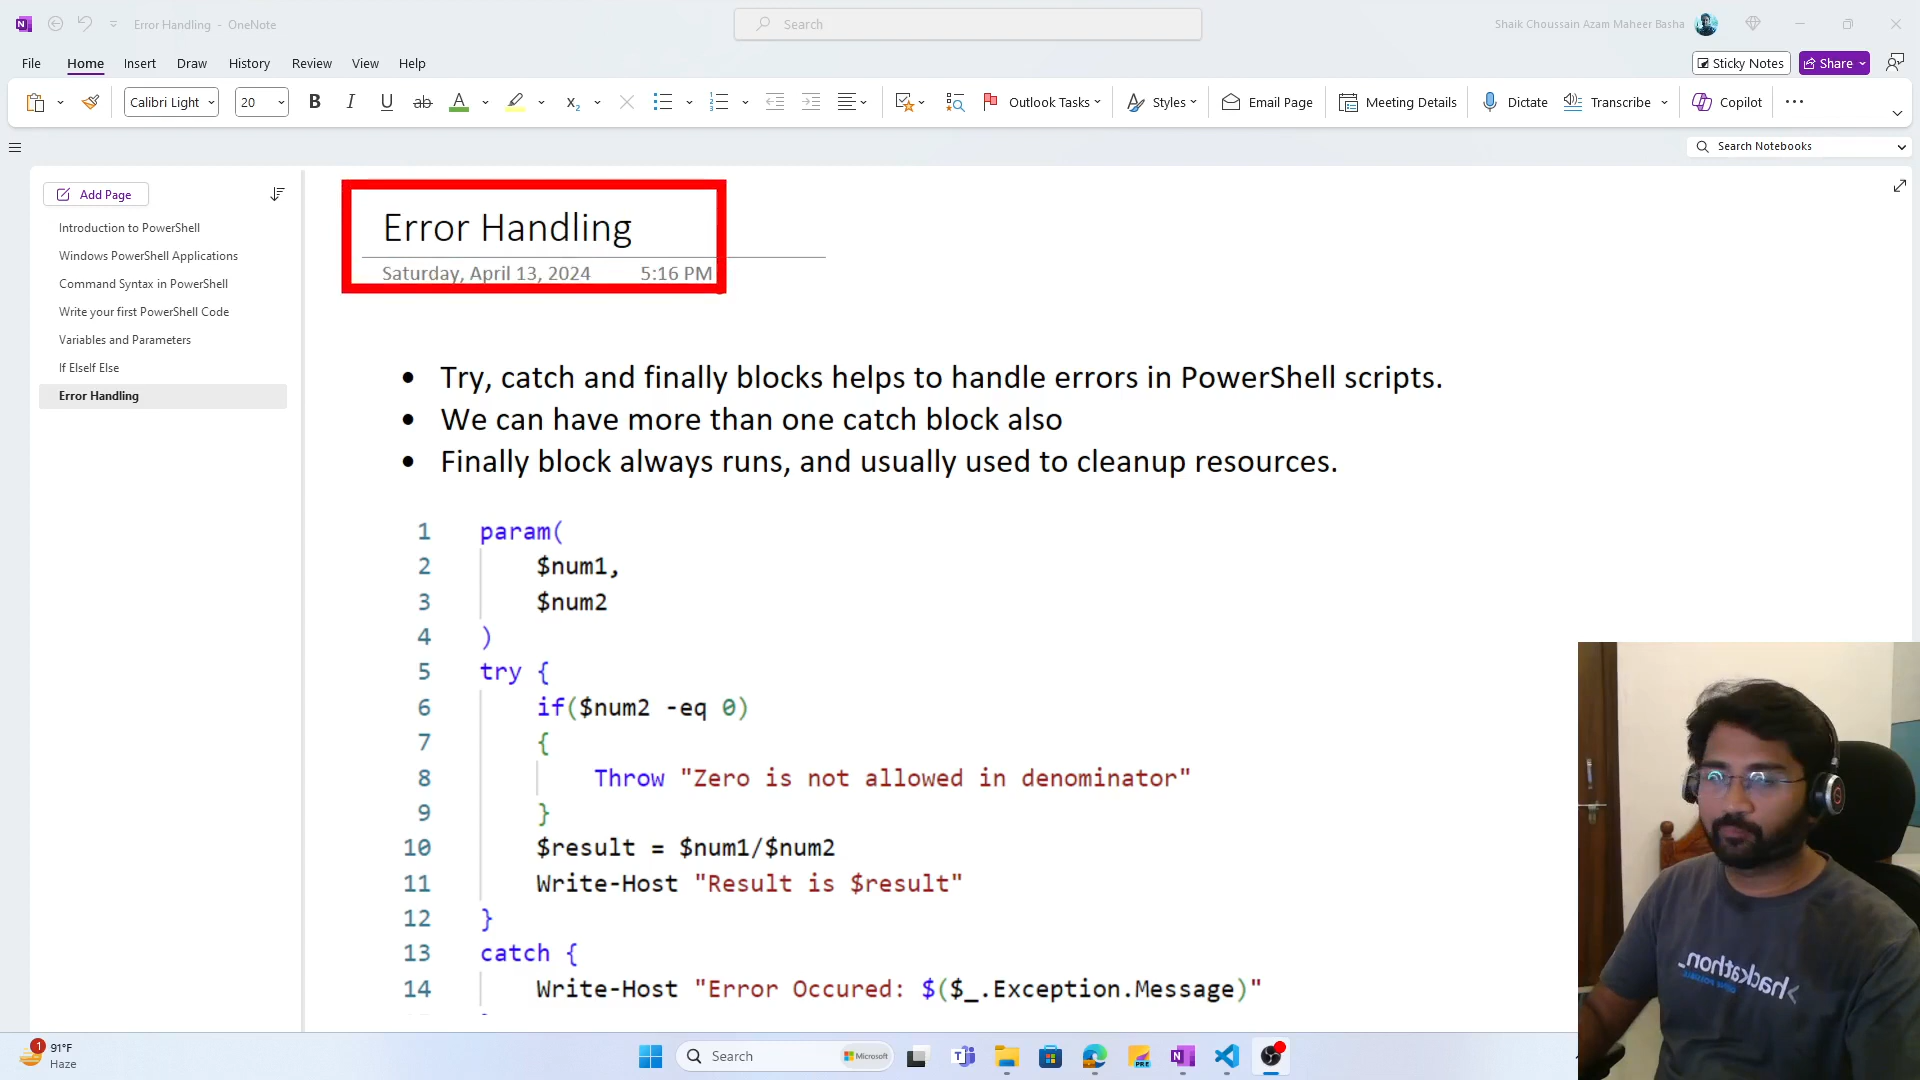 Error Handling - OneNote
Search
Shaik Choussain Azam Maheer Basha
File
Home
Insert
Draw
History
Review
View
Help
Sticky Notes
Share
Calibri Light
20
B
I
U
ab
A
Outlook Tasks
Styles
Email Page
Meeting Details
Dictate
Transcribe
Copilot
Search Notebooks
Add Page
Introduction to PowerShell
Windows PowerShell Applications
Command Syntax in PowerShell
Write your first PowerShell Code
Variables and Parameters
If ElseIf Else
Error Handling
Error Handling
Saturday, April 13, 2024 5:16 PM
• Try, catch and finally blocks helps to handle errors in PowerShell scripts.
• We can have more than one catch block also
• Finally block always runs, and usually used to cleanup resources.
1 param(
2 $num1,
3 $num2
4 )
5 try {
6 if($num2 -eq 0)
7 {
8 Throw "Zero is not allowed in denominator"
9 }
10 $result = $num1/$num2
11 Write-Host "Result is $result"
12 }
13 catch {
14 Write-Host "Error Occured: $($_.Exception.Message)"
>hackathon_
1
91°F
Haze
Search
Microsoft
PRE